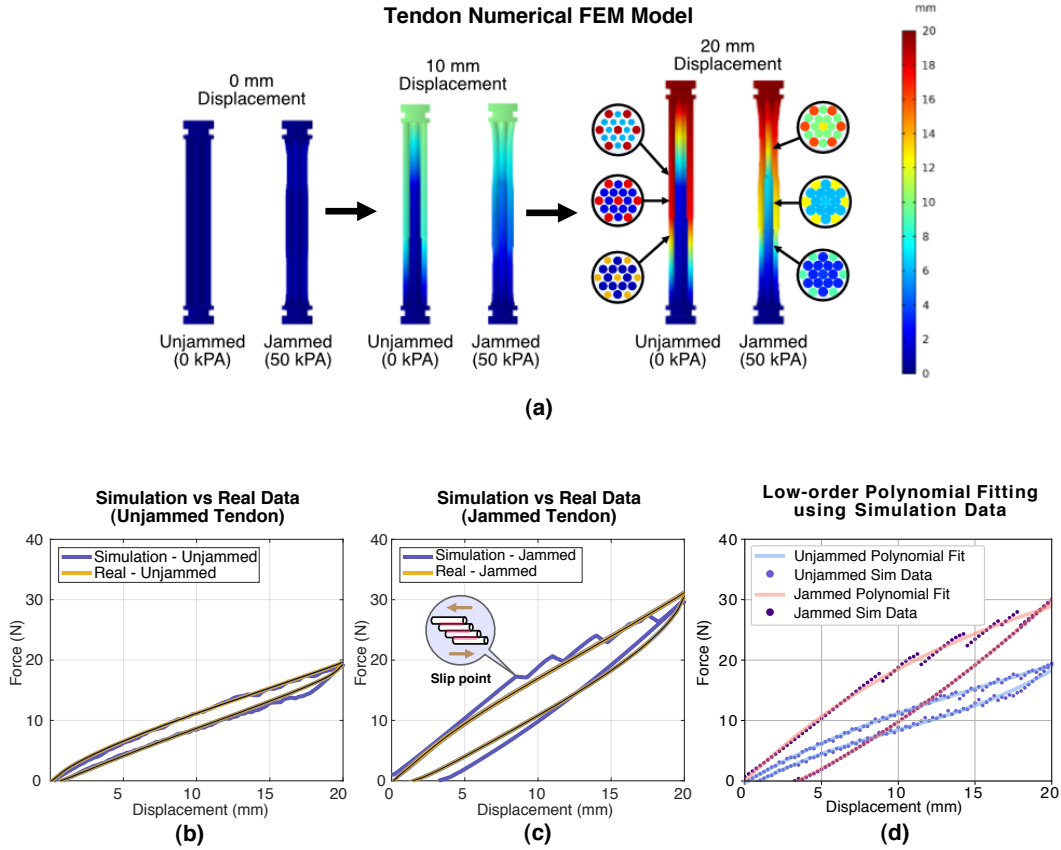 Tendon Numerical FEM Model
mm
0 mm
Displacement
10 mm
Displacement
20 mm
Displacement
20
18
16
14
12
10
8
6
4
2
0
Unjammed
(0 kPA)
Jammed
(50 kPA)
Unjammed
(0 kPA)
Jammed
(50 kPA)
Unjammed
(0 kPA)
Jammed
(50 kPA)
(a)
Simulation vs Real Data
(Unjammed Tendon)
Simulation - Unjammed
Real - Unjammed
Force (N)
40
30
20
10
0
5
10
15
20
Displacement (mm)
(b)
Simulation vs Real Data
(Jammed Tendon)
Simulation - Jammed
Real - Jammed
Slip point
Force (N)
40
30
20
10
0
0
5
10
15
20
Displacement (mm)
(c)
Low-order Polynomial Fitting
using Simulation Data
Unjammed Polynomial Fit
Unjammed Sim Data
Jammed Polynomial Fit
Jammed Sim Data
Force (N)
40
30
20
10
0
0
5
10
15
20
Displacement (mm)
(d)